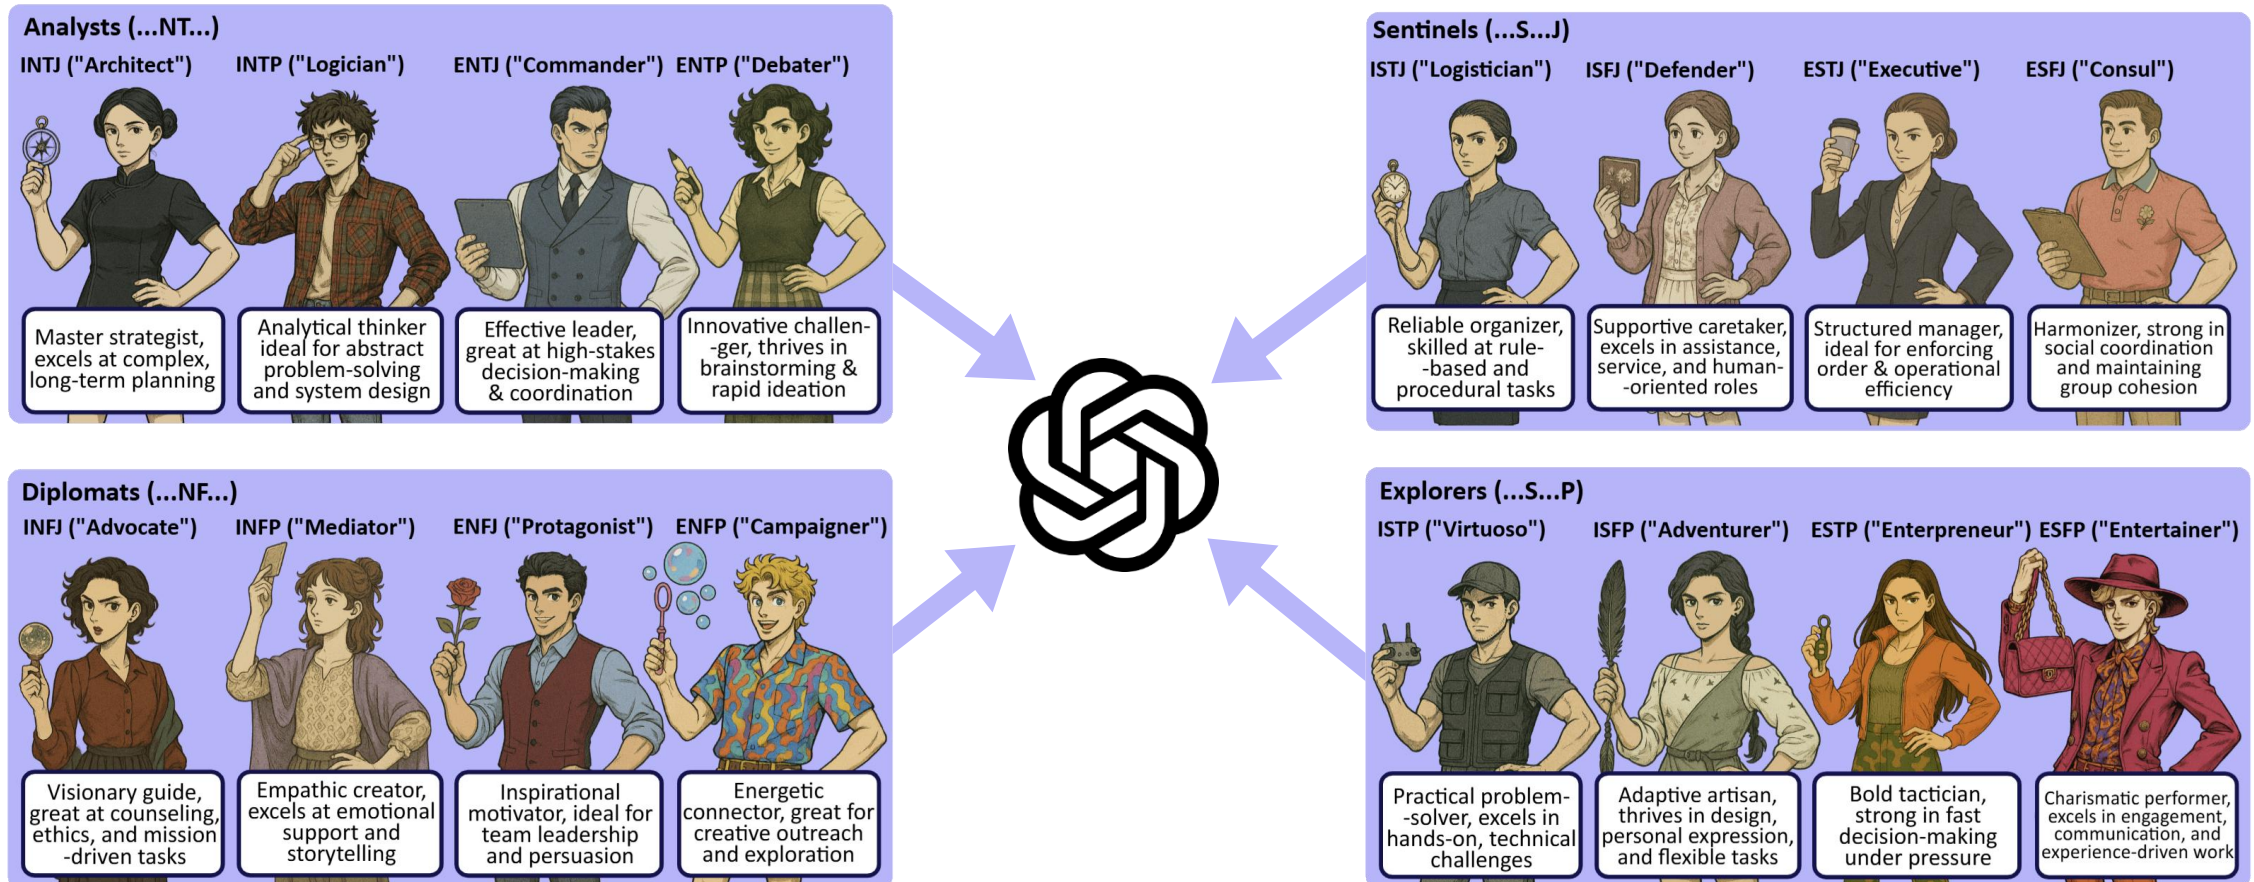 Analysts (...NT...)
INTJ ("Architect")
INTP ("Logician")
ENTJ ("Commander")
ENTP ("Debater")
Master strategist,
excels at complex,
long-term planning
Analytical thinker
ideal for abstract
problem-solving
and system design
Effective leader,
great at high-stakes
decision-making
& coordination
Innovative challen-
-ger, thrives in
brainstorming &
rapid ideation
Sentinels (...S...J)
ISTJ ("Logistician")
ISFJ ("Defender")
ESTJ ("Executive")
ESFJ ("Consul")
Reliable organizer,
skilled at rule-
-based and
procedural tasks
Supportive caretaker,
excels in assistance,
service, and human-
-oriented roles
Structured manager,
ideal for enforcing
order & operational
efficiency
Harmonizer, strong in
social coordination
and maintaining
group cohesion
Diplomats (...NF...)
INFJ ("Advocate")
INFP ("Mediator")
ENFJ ("Protagonist")
ENFP ("Campaigner")
Visionary guide,
great at counseling,
ethics, and mission
-driven tasks
Empathic creator,
excels at emotional
support and
storytelling
Inspirational
motivator, ideal for
team leadership
and persuasion
Energetic
connector, great for
creative outreach
and exploration
Explorers (...S...P)
ISTP ("Virtuoso")
ISFP ("Adventurer")
ESTP ("Enterpreneur")
ESFP ("Entertainer")
Practical problem-
-solver, excels in
hands-on, technical
challenges
Adaptive artisan,
thrives in design,
personal expression,
and flexible tasks
Bold tactician,
strong in fast
decision-making
under pressure
Charismatic performer,
excels in engagement,
communication, and
experience-driven work